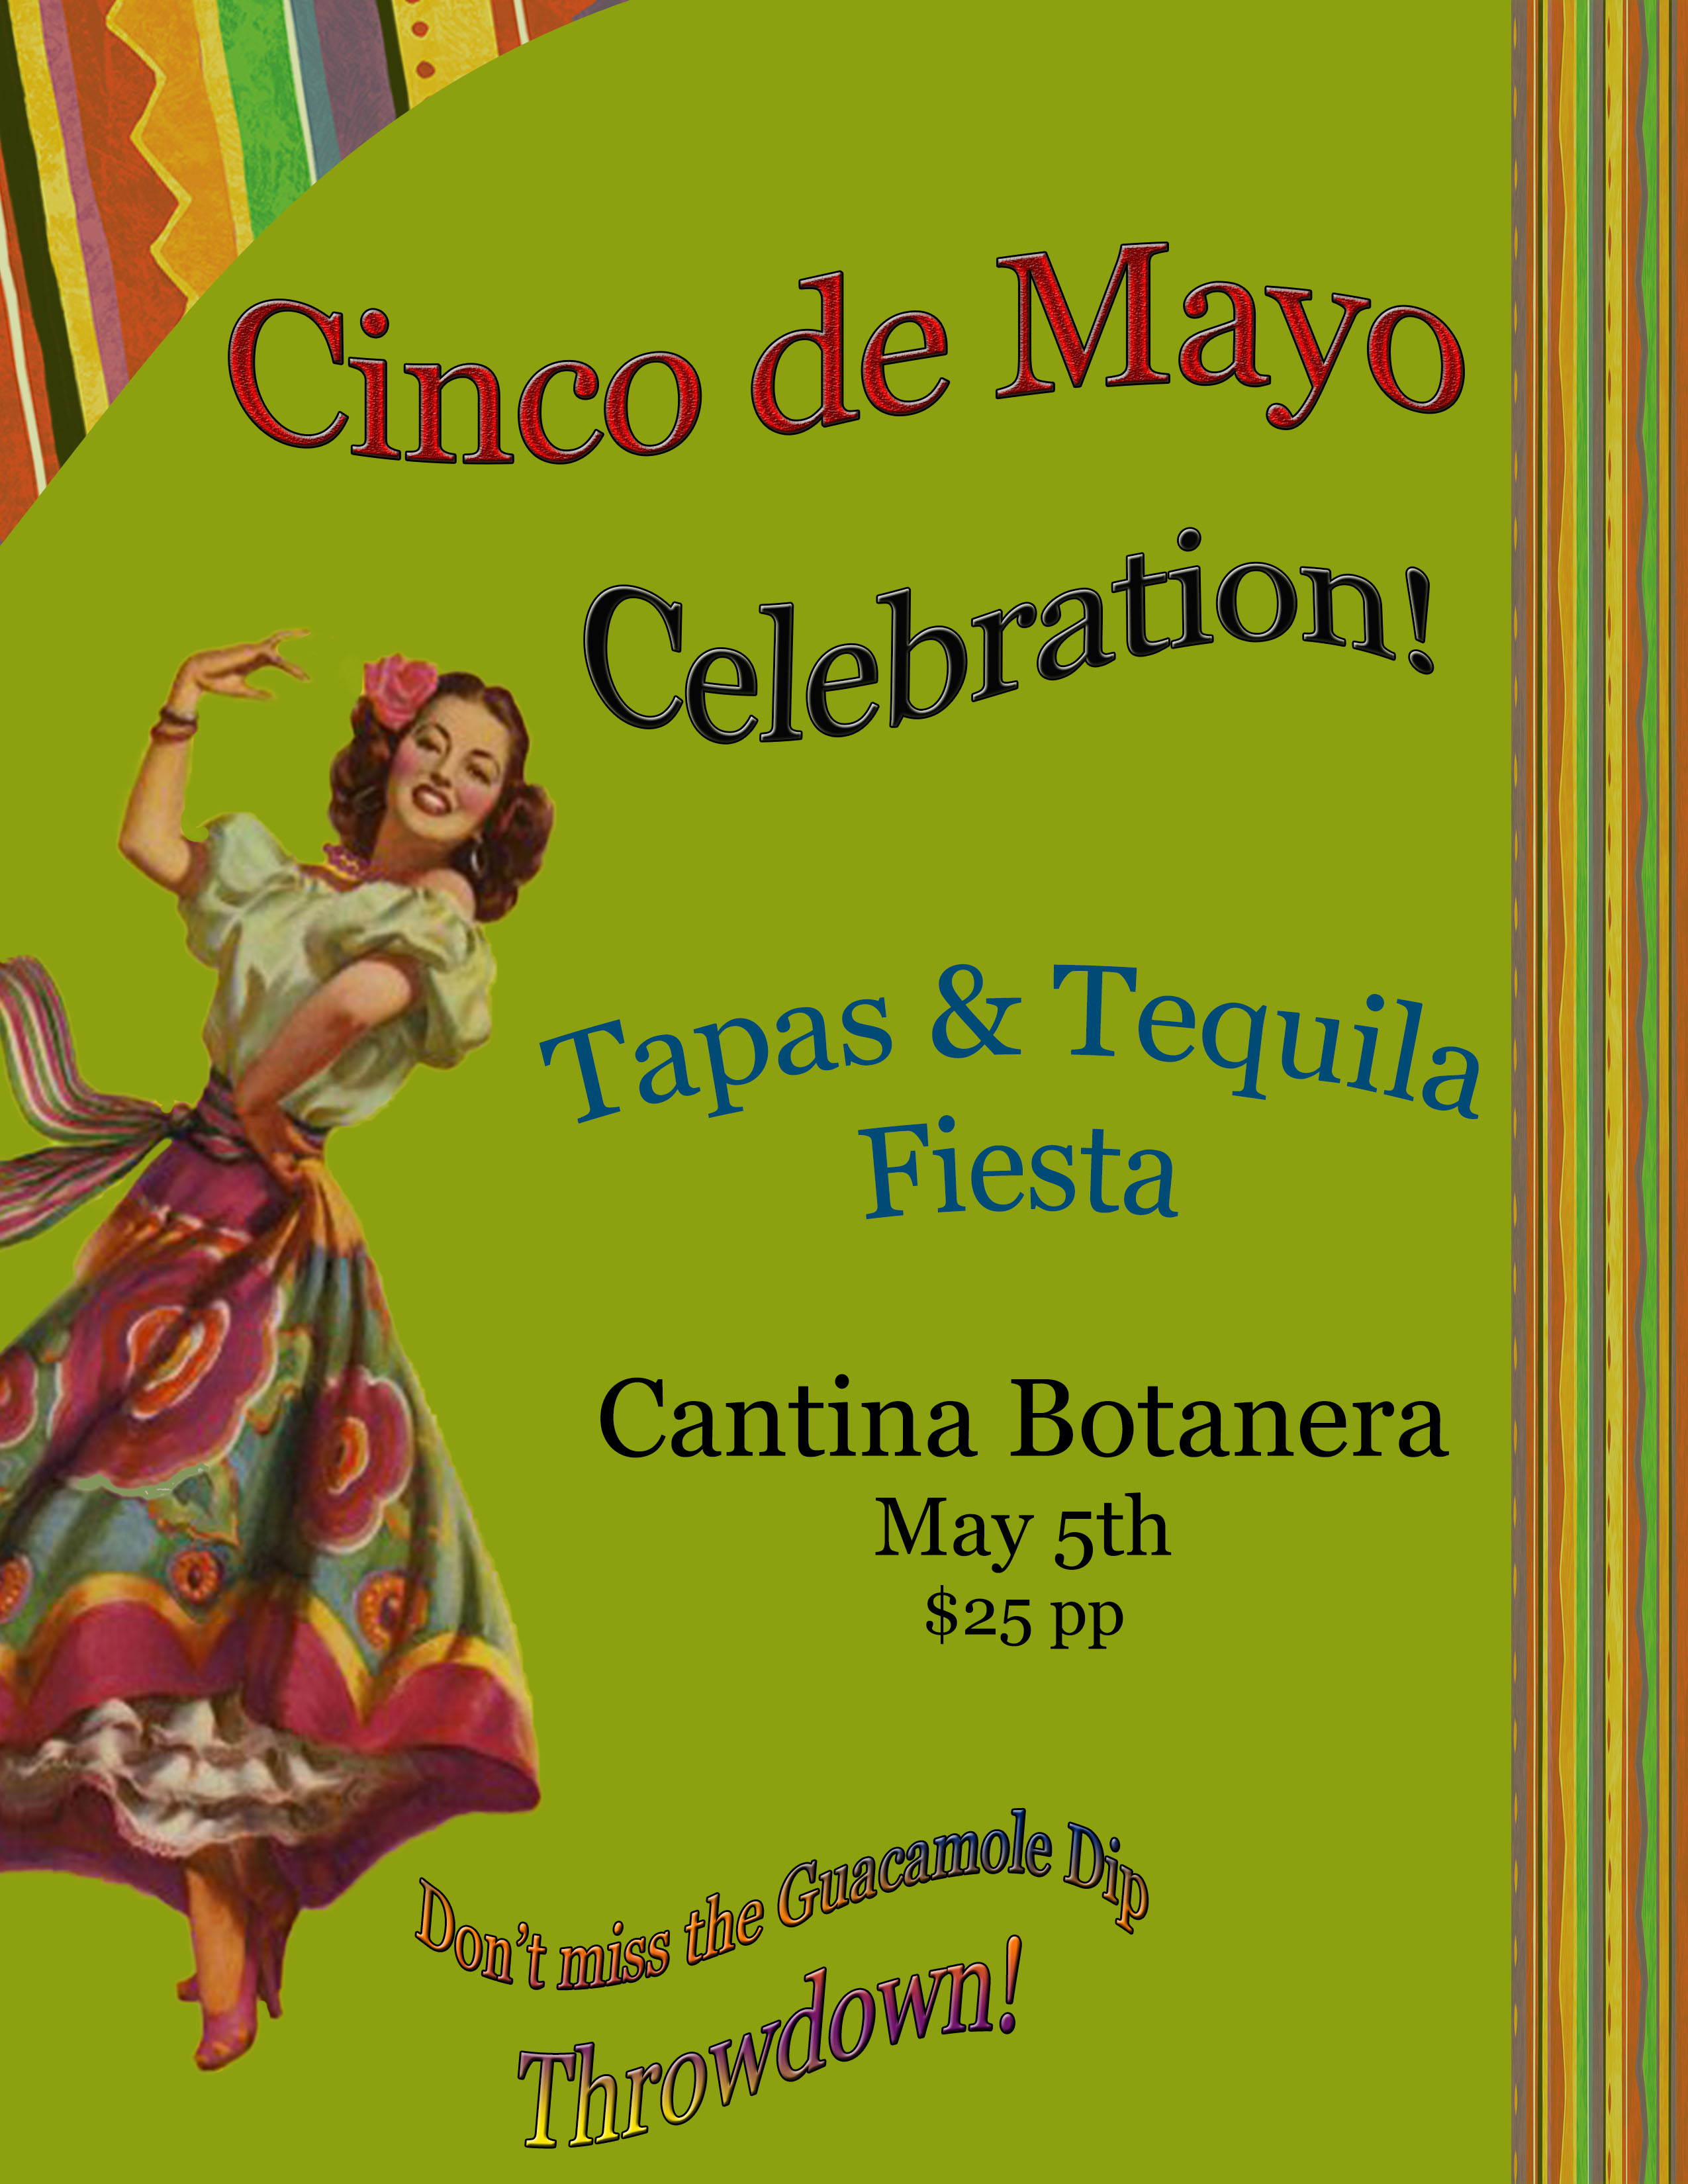 Cinco de Mayo
Celebration!
Tapas & Tequila
Fiesta
Cantina Botanera
May 5th
$25 pp
Don't miss the Guacamole Dip
Throwdown!